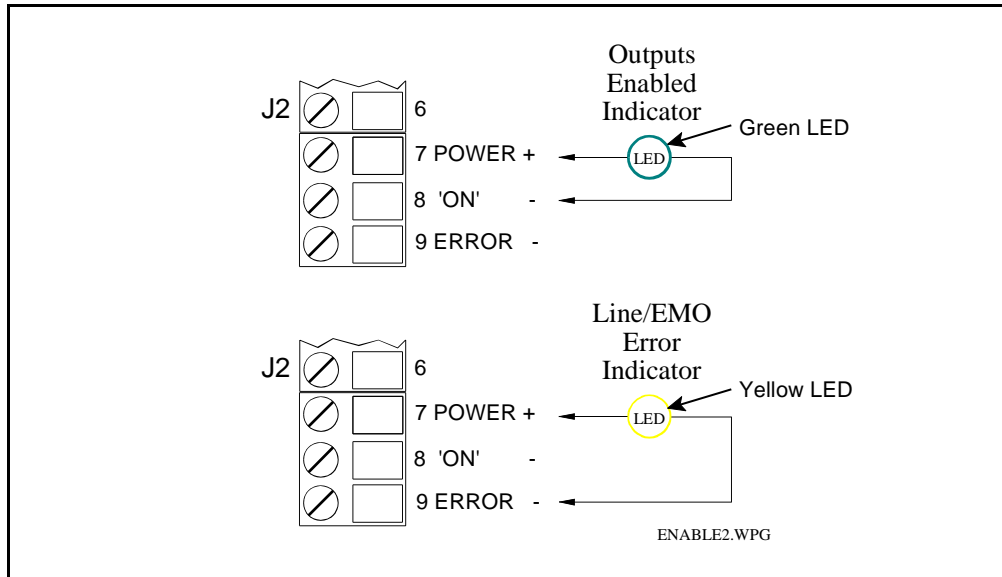 Outputs
Enabled
Indicator
Green LED
J2
6
7 POWER +
LED
8 'ON' -
9 ERROR -
Line/EMO
Error
Indicator
Yellow LED
J2
6
7 POWER +
LED
8 'ON' -
9 ERROR -
ENABLE2.WPG